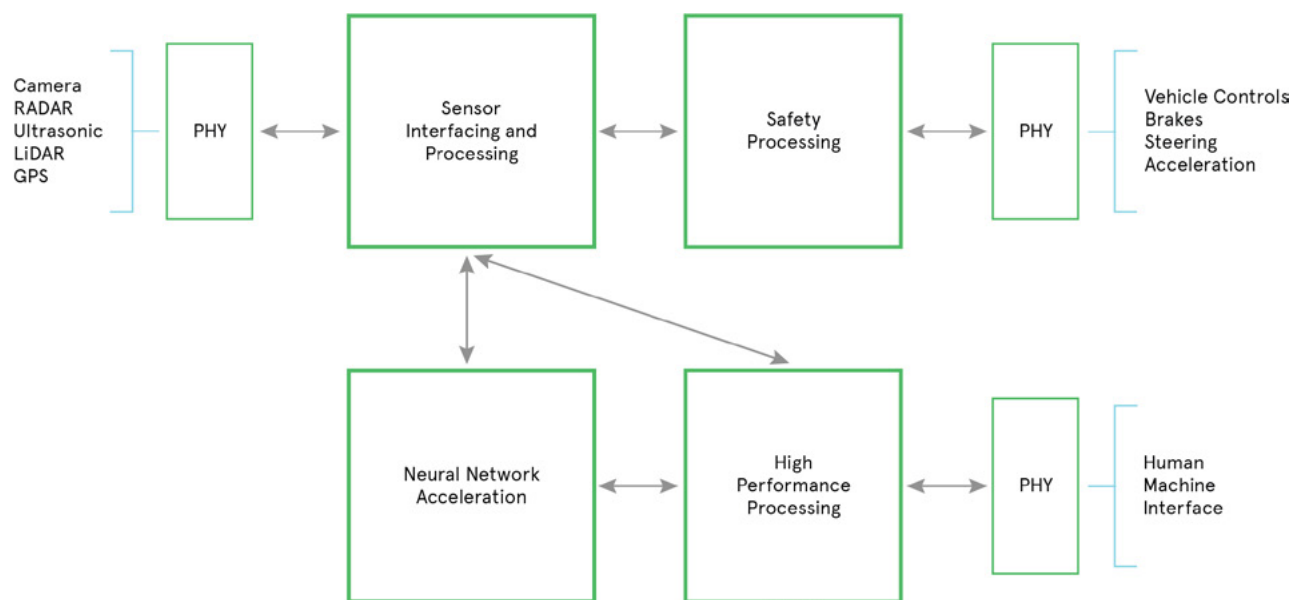 Camera
RADAR
Ultrasonic
LiDAR
GPS
PHY
Sensor
Interfacing and
Processing
Safety
Processing
PHY
Vehicle Controls
Brakes
Steering
Acceleration
Neural Network
Acceleration
High
Performance
Processing
PHY
Human
Machine
Interface